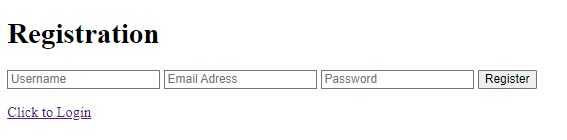 Registration
Username Email Adress Password Register
Click to Login